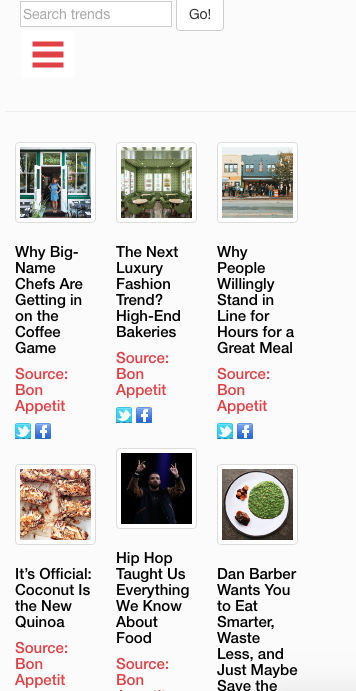 Search trends
Go!
Why Big-
Name
Chefs Are
Getting in
on the
Coffee
Game
Source:
Bon
Appetit
The Next
Luxury
Fashion
Trend?
High-End
Bakeries
Source:
Bon
Appetit
Why
People
Willingly
Stand in
Line for
Hours for a
Great Meal
Source:
Bon
Appetit
It's Official:
Coconut Is
the New
Quinoa
Source:
Bon
Appetit
Hip Hop
Taught Us
Everything
We Know
About
Food
Source:
Bon
Dan Barber
Wants You
to Eat
Smarter,
Waste
Less, and
Just Maybe
Save the